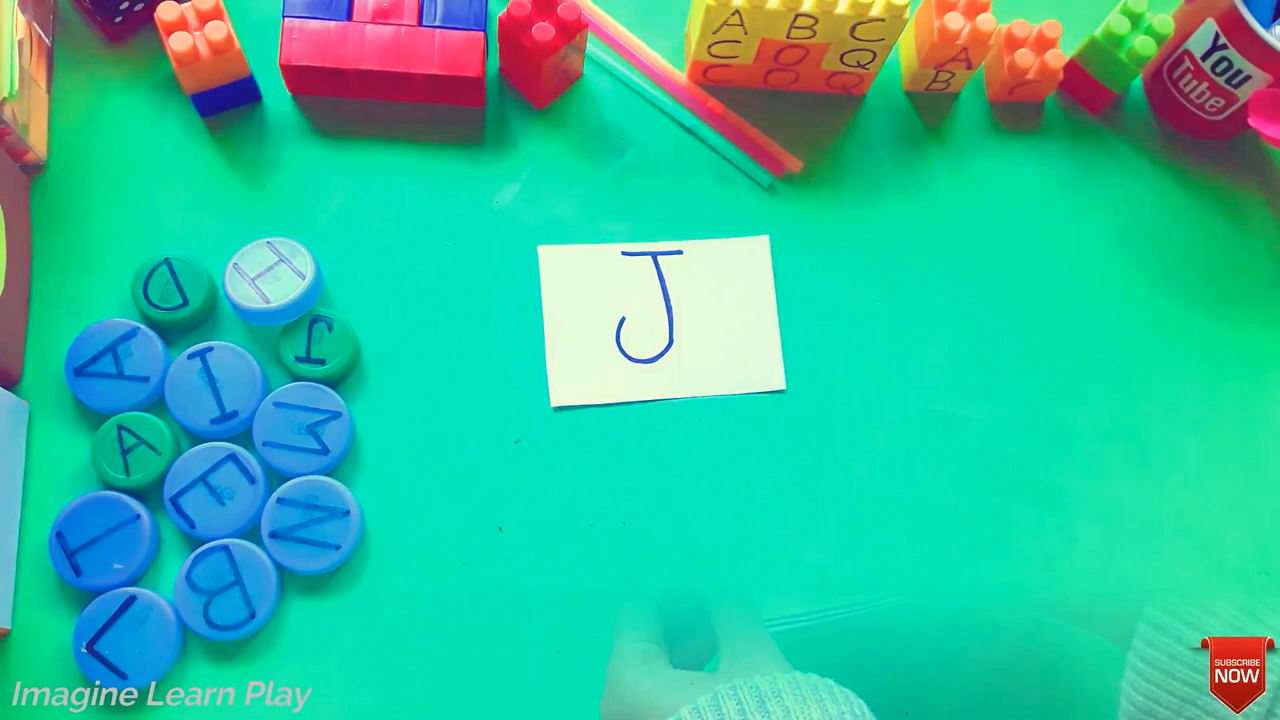 A B C
C O Q
C O Q
A
B
You
Tube
J
D
H
J
A
I
M
A
E
N
T
B
L
Imagine Learn Play
SUBSCRIBE
NOW